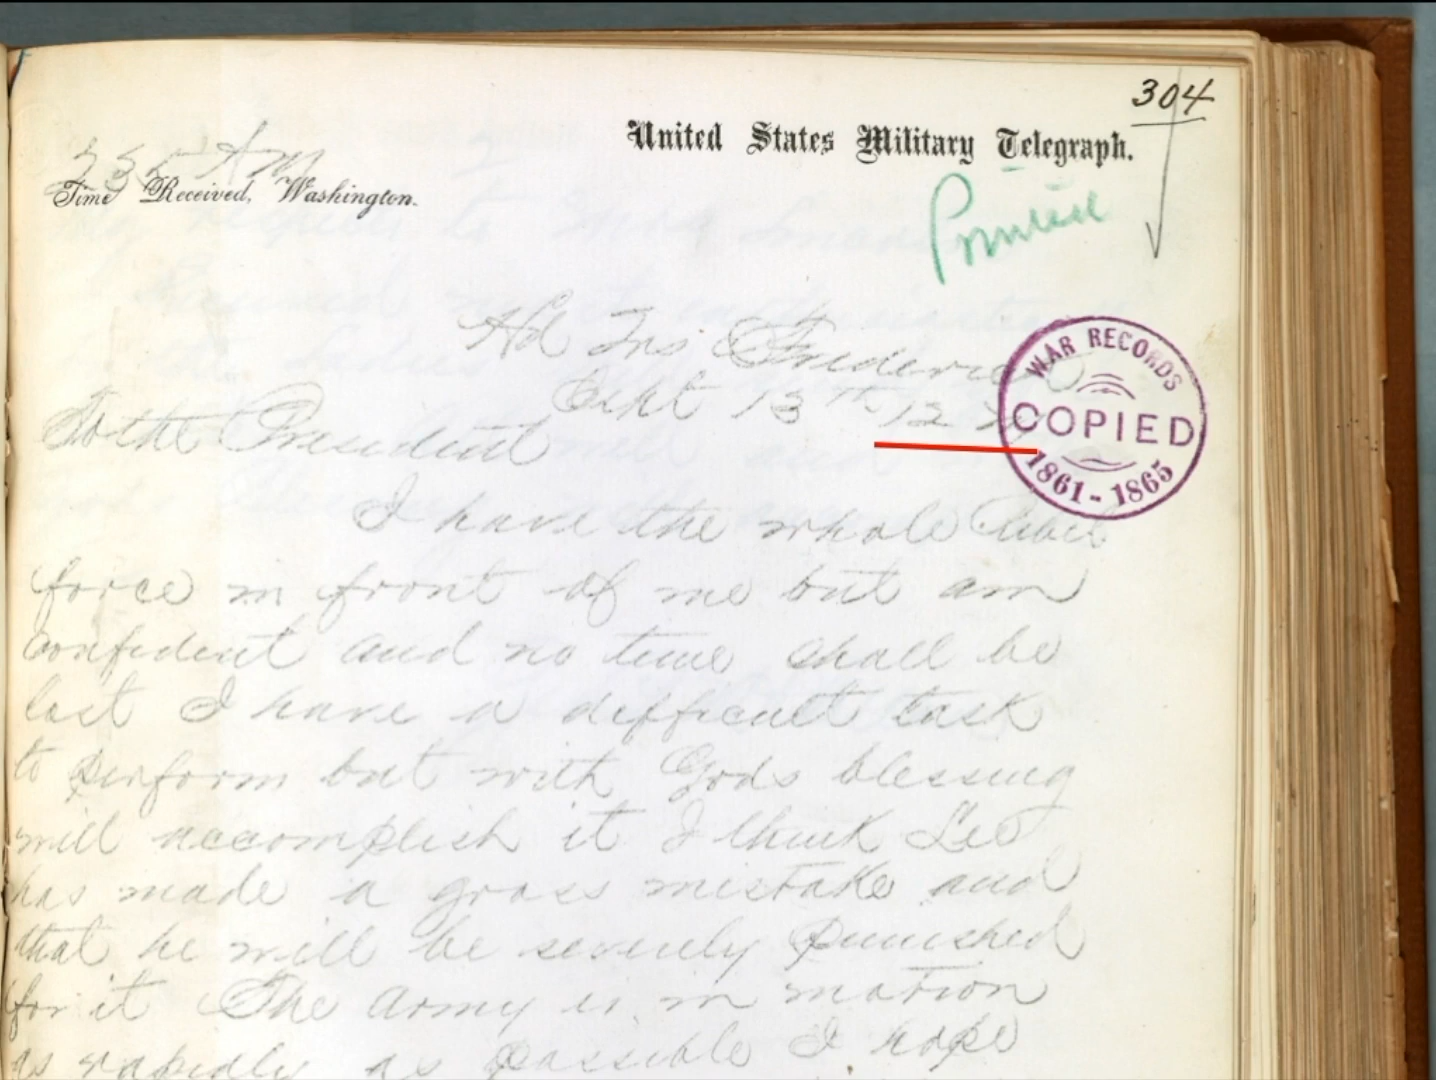 304
United States Military Telegraph.
2 35 AM
Time Received, Washington.
Printed
Hd Qrs Frederick
Sept 13th 12
WAR RECORDS
COPIED
1861 - 1865
To the President
I have the whole Rebel
force in front of me but am
confident and no time shall be
lost I have a difficult task
to perform but with Gods blessing
will accomplish it I think Lee
has made a gross mistake and
that he will be severely punished
for it The Army is in motion
as rapidly as possible I hope